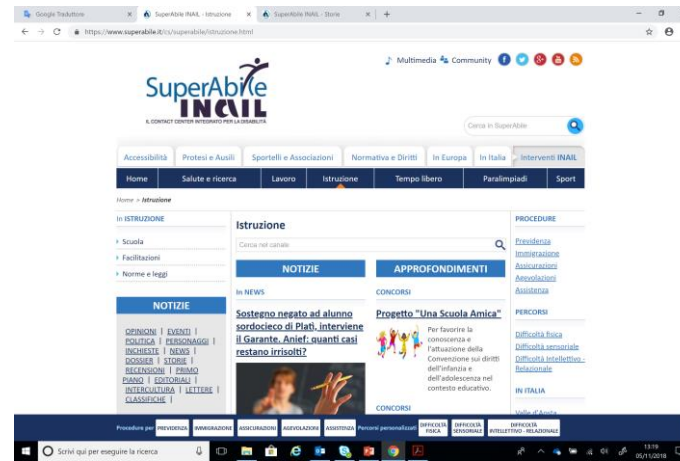 Google Traduttore
SuperAbile INAIL - Istruzione
SuperAbile INAIL - Storie
https://www.superabile.it/cs/superabile/istruzione.html
Multimedia Community
SuperAbile
INAIL
IL CONTACT CENTER INTEGRATO PER LA DISABILITÀ
Cerca in SuperAbile
Accessibilità Protesi e Ausili Sportelli e Associazioni Normativa e Diritti In Europa In Italia Interventi INAIL
Home Salute e ricerca Lavoro Istruzione Tempo libero Paralimpiadi Sport
Home > Istruzione
In ISTRUZIONE
Scuola
Facilitazioni
Norme e leggi
NOTIZIE
OPINIONI | EVENTI |
POLITICA | PERSONAGGI |
INCHIESTE | NEWS |
DOSSIER | STORIE |
RECENSIONI | PRIMO
PIANO | EDITORIALI |
INTERCULTURA | LETTERE |
CLASSIFICHE |
Istruzione
Cerca nel canale
NOTIZIE
In NEWS
Sostegno negato ad alunno
sordocieco di Platì, interviene
il Garante. Anief: quanti casi
restano irrisolti?
APPROFONDIMENTI
CONCORSI
Progetto "Una Scuola Amica"
Per favorire la
conoscenza e
l'attuazione della
Convenzione sui diritti
dell'infanzia e
dell'adolescenza nel
contesto educativo.
CONCORSI
PROCEDURE
Previdenza
Immigrazione
Assicurazioni
Agevolazioni
Assistenza
PERCORSI
Difficoltà fisica
Difficoltà sensoriale
Difficoltà Intellettivo -
Relazionale
IN ITALIA
Valle d'Aosta
Procedure per PREVIDENZA IMMIGRAZIONE ASSICURAZIONI AGEVOLAZIONI ASSISTENZA Percorsi personalizzati DIFFICOLTÀ FISICA DIFFICOLTÀ SENSORIALE DIFFICOLTÀ INTELLETTIVO - RELAZIONALE
Scrivi qui per eseguire la ricerca
13:19
05/11/2018